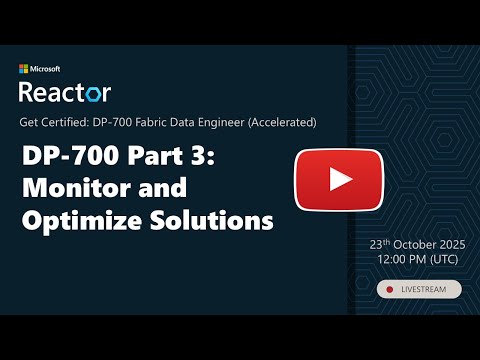 Microsoft
Reactor
Get Certified: DP-700 Fabric Data Engineer (Accelerated)
DP-700 Part 3:
Monitor and
Optimize Solutions
23th October 2025
12:00 PM (UTC)
LIVESTREAM